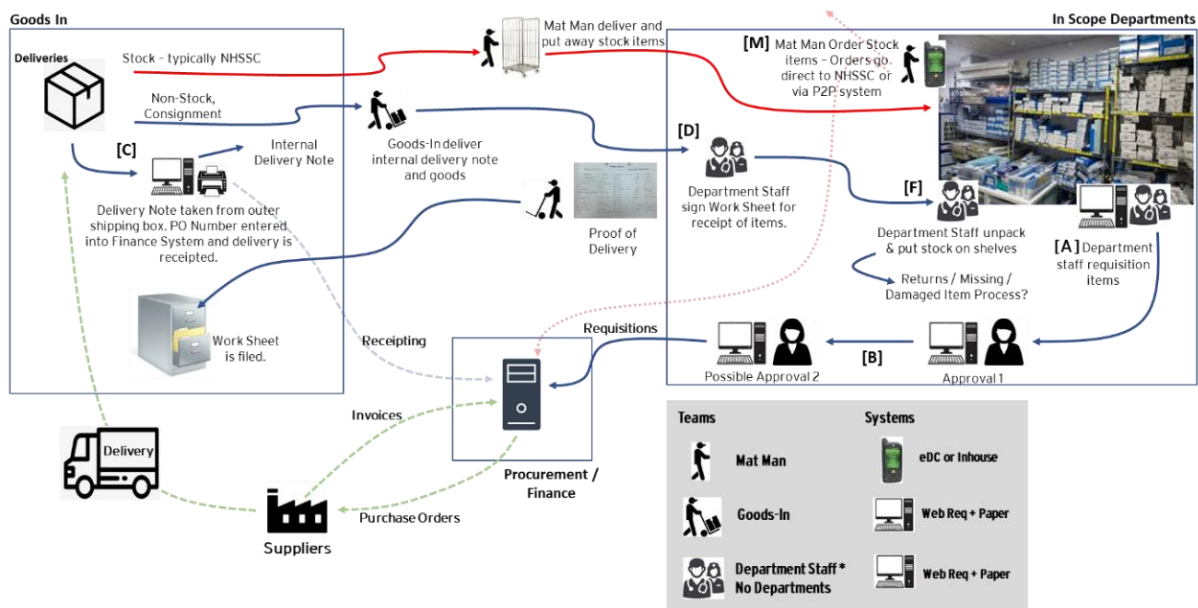 Goods In
In Scope Departments
Deliveries
Stock – typically NHSSC
Mat Man deliver and
put away stock items
[M]
Mat Man Order Stock
items – Orders go
direct to NHSSC or
via P2P system
Non-Stock,
Consignment
[C]
Internal
Delivery Note
Goods-In deliver
internal delivery note
and goods
[D]
Department Staff
sign Work Sheet for
receipt of items.
[F]
Department Staff unpack
& put stock on shelves
[A] Department
staff requisition
items
Delivery Note taken from outer
shipping box. PO Number entered
into Finance System and delivery is
receipted.
Proof of
Delivery
Returns / Missing /
Damaged Item Process?
Work Sheet
is filed.
Receipting
Requisitions
Possible Approval 2
[B]
Approval 1
Invoices
Delivery
Procurement /
Finance
Purchase Orders
Suppliers
Teams
Systems
Mat Man
eDC or Inhouse
Goods-In
Web Req + Paper
Department Staff *
No Departments
Web Req + Paper